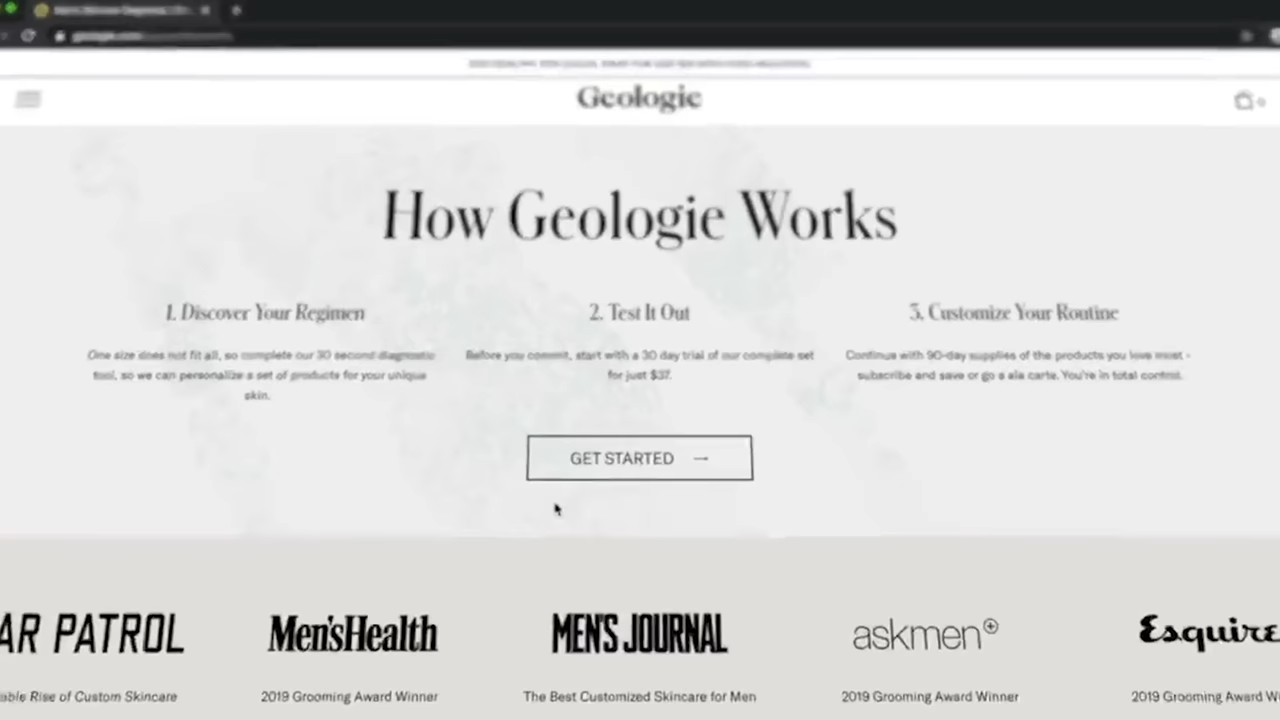 Geologie
How Geologie Works
1. Discover Your Regimen
2. Test It Out
3. Customize Your Routine
One size does not fit all, so complete our 30 second diagnostic
tool, so we can personalize a set of products for your unique
skin.
Before you commit, start with a 30 day trial of our complete set
for just $37.
Continue with 90-day supplies of the products you love most -
subscribe and save or go a ala carte. You're in total control.
GET STARTED →
AR PATROL
Men'sHealth
MEN'S JOURNAL
askmen
Esquire
able Rise of Custom Skincare
2019 Grooming Award Winner
The Best Customized Skincare for Men
2019 Grooming Award Winner
2019 Grooming Award W